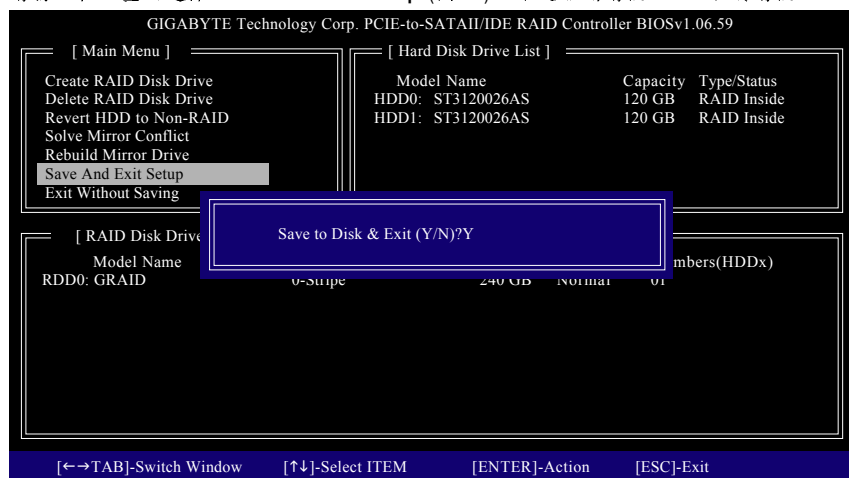 GIGABYTE Technology Corp. PCIE-to-SATAII/IDE RAID Controller BIOSv1.06.59
[ Main Menu ]
Create RAID Disk Drive
Delete RAID Disk Drive
Revert HDD to Non-RAID
Solve Mirror Conflict
Rebuild Mirror Drive
Save And Exit Setup
Exit Without Saving
[ Hard Disk Drive List ]
Model Name Capacity Type/Status
HDD0: ST3120026AS 120 GB RAID Inside
HDD1: ST3120026AS 120 GB RAID Inside
Save to Disk & Exit (Y/N)?Y
[ RAID Disk Drive
Model Name mbers(HDDx)
RDD0: GRAID 0-Stripe 240 GB Normal 01
[←→TAB]-Switch Window [↑↓]-Select ITEM [ENTER]-Action [ESC]-Exit